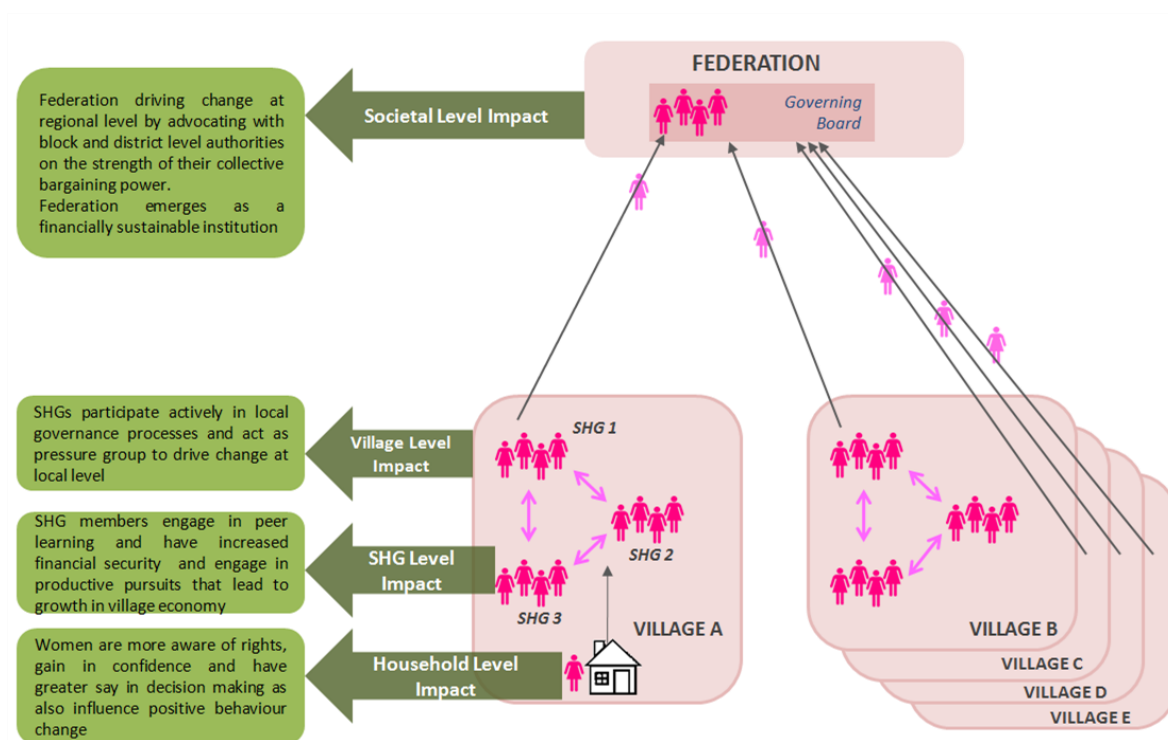 FEDERATION
Governing
Board
Societal Level Impact
Federation driving change at
regional level by advocating with
block and district level authorities
on the strength of their collective
bargaining power.
Federation emerges as a
financially sustainable institution
SHGs participate actively in local
governance processes and act as
pressure group to drive change at
local level
Village Level
Impact
SHG 1
SHG members engage in peer
learning and have increased
financial security and engage in
productive pursuits that lead to
growth in village economy
SHG Level
Impact
SHG 2
SHG 3
Women are more aware of rights,
gain in confidence and have
greater say in decision making as
also influence positive behaviour
change
Household Level
Impact
VILLAGE A
VILLAGE B
VILLAGE C
VILLAGE D
VILLAGE E